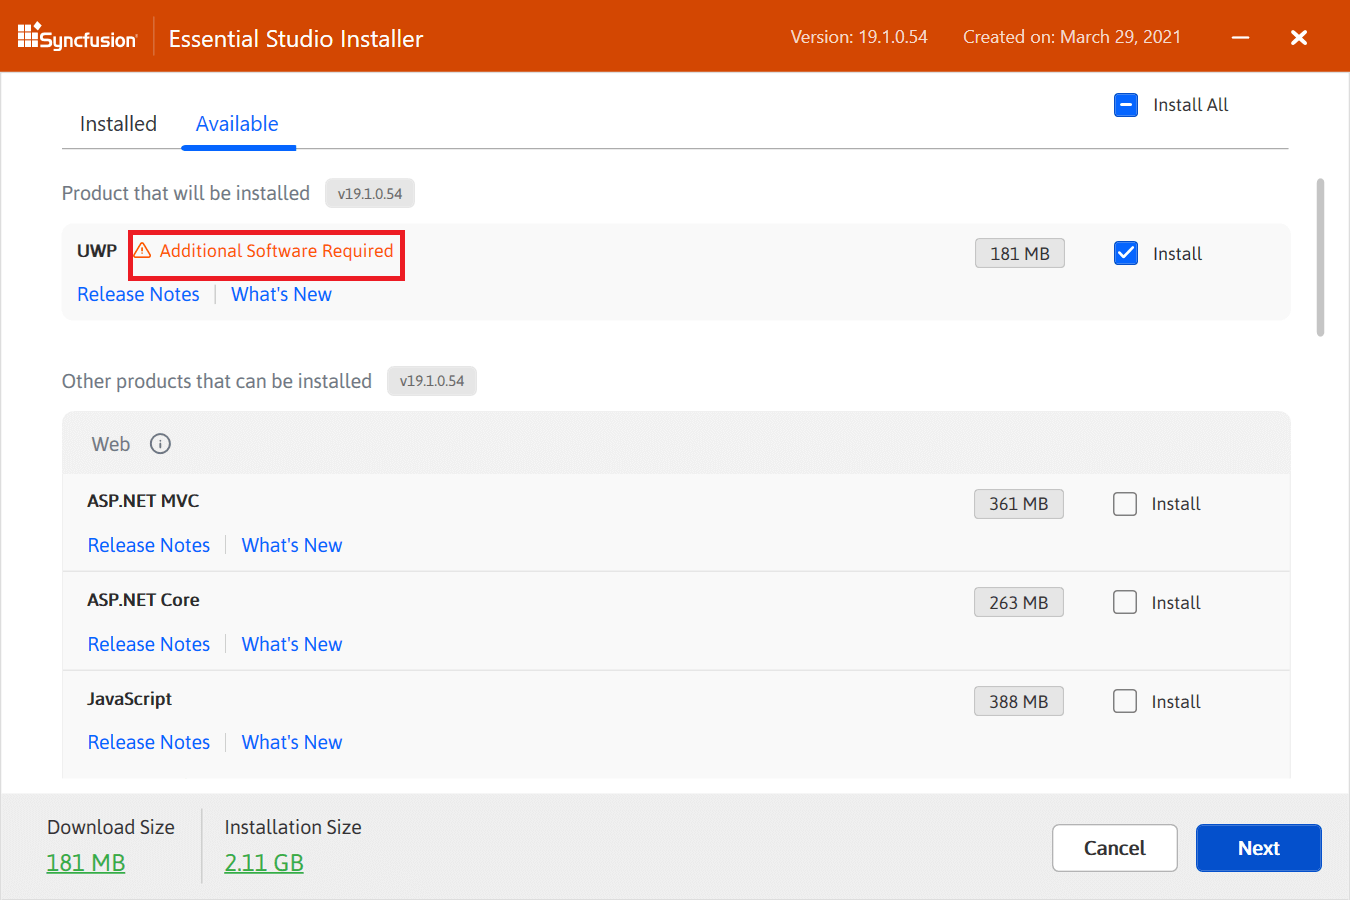 Syncfusion
Essential Studio Installer
Version: 19.1.0.54
Created on: March 29, 2021
Installed
Available
Install All
Product that will be installed
v19.1.0.54
UWP
Additional Software Required
181 MB
Install
Release Notes
What's New
Other products that can be installed
v19.1.0.54
Web
ASP.NET MVC
361 MB
Install
Release Notes
What's New
ASP.NET Core
263 MB
Install
Release Notes
What's New
JavaScript
388 MB
Install
Release Notes
What's New
Download Size
181 MB
Installation Size
2.11 GB
Cancel
Next